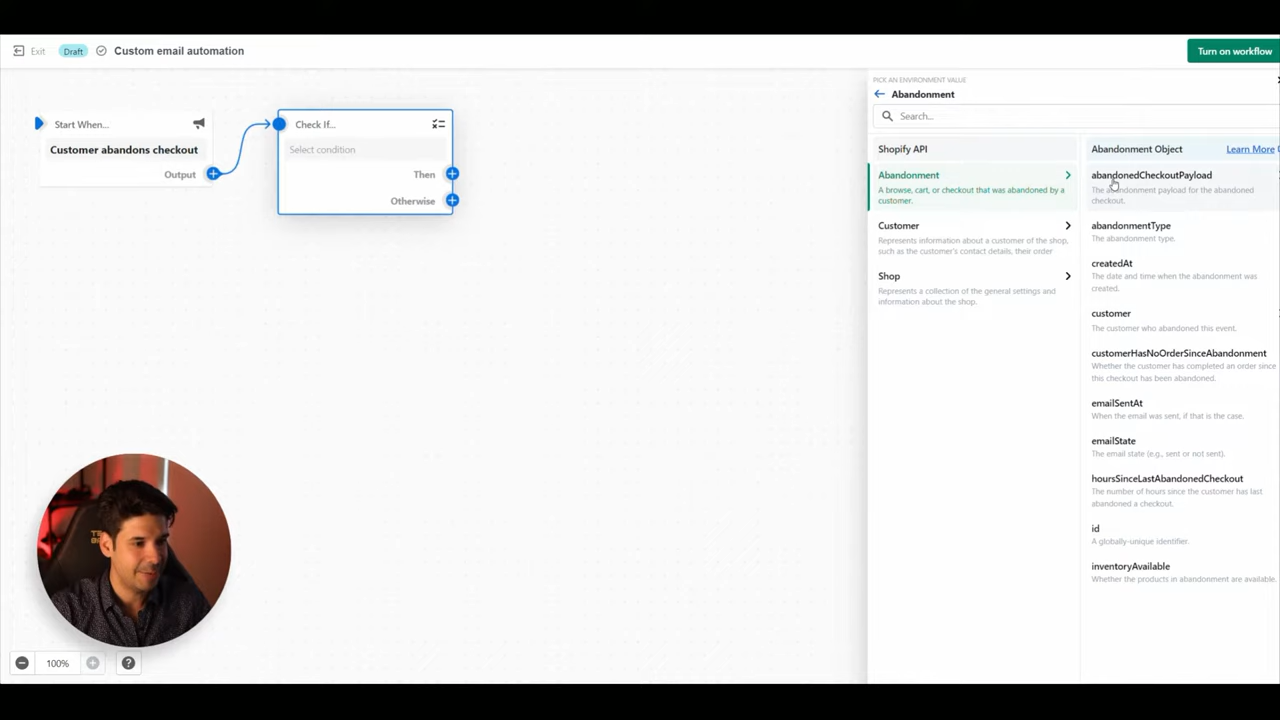 Exit
Draft
Custom email automation
Turn on workflow
Start When...
Customer abandons checkout
Output
Check If...
Select condition
Then
Otherwise
PICK AN ENVIRONMENT VALUE
Abandonment
Search...
Shopify API
Abandonment
A browse, cart, or checkout that was abandoned by a
customer.
Customer
Represents information about a customer of the shop,
such as the customer's contact details, their order
Shop
Represents a collection of the general settings and
information about the shop.
Abandonment Object
Learn More
abandonedCheckoutPayload
The abandonment payload for the abandoned
checkout.
abandonmentType
The abandonment type.
createdAt
The date and time when the abandonment was
created.
customer
The customer who abandoned this event.
customerHasNoOrderSinceAbandonment
Whether the customer has completed an order since
this checkout has been abandoned.
emailSentAt
When the email was sent, if that is the case.
emailState
The email state (e.g., sent or not sent).
hoursSinceLastAbandonedCheckout
The number of hours since the customer has last
abandoned a checkout.
id
A globally-unique identifier.
inventoryAvailable
Whether the products in abandonment are available.
100%